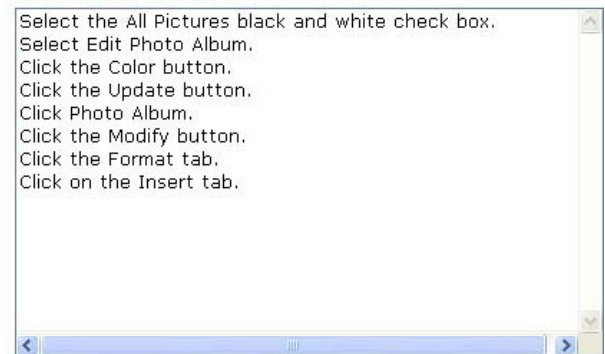 Select the All Pictures black and white check box.
Select Edit Photo Album.
Click the Color button.
Click the Update button.
Click Photo Album.
Click the Modify button.
Click the Format tab.
Click on the Insert tab.